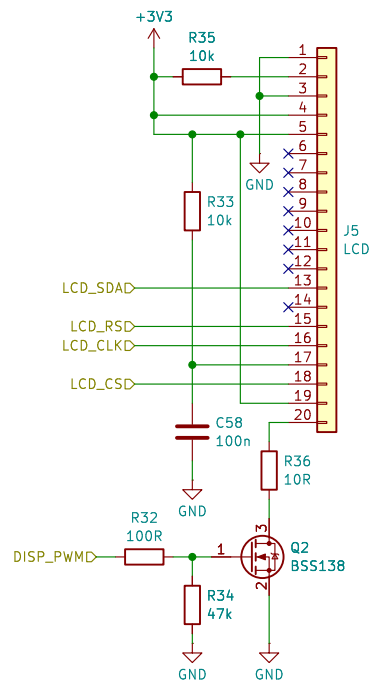 +3V3
R35
10k
1
2
3
4
5
6
7
8
9
10
11
12
13
14
15
16
17
18
19
20
GND
R33
10k
J5
LCD
LCD_SDA
LCD_RS
LCD_CLK
LCD_CS
C58
100n
GND
R36
10R
R32
100R
DISP_PWM
1
3
2
Q2
BSS138
R34
47k
GND
GND